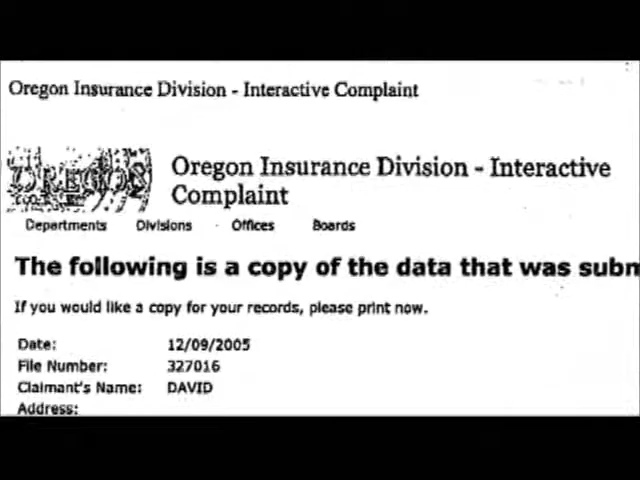 Oregon Insurance Division - Interactive Complaint
OREGON
Oregon Insurance Division - Interactive
Complaint
Departments Divisions Offices Boards
The following is a copy of the data that was subm
If you would like a copy for your records, please print now.
Date: 12/09/2005
File Number: 327016
Claimant's Name: DAVID
Address: